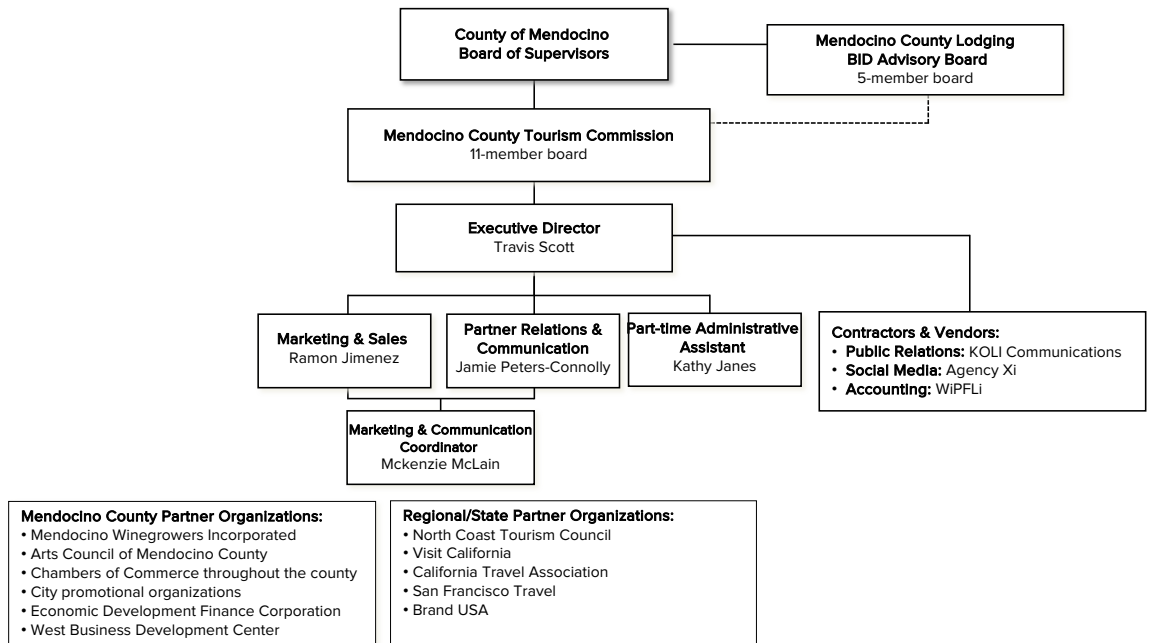 County of Mendocino
Board of Supervisors
Mendocino County Lodging
BID Advisory Board
5-member board
Mendocino County Tourism Commission
11-member board
Executive Director
Travis Scott
Marketing & Sales
Ramon Jimenez
Partner Relations &
Communication
Jamie Peters-Connolly
Part-time Administrative
Assistant
Kathy Janes
Contractors & Vendors:
• Public Relations: KOLI Communications
• Social Media: Agency Xi
• Accounting: WiPFLi
Marketing & Communication
Coordinator
Mckenzie McLain
Mendocino County Partner Organizations:
• Mendocino Winegrowers Incorporated
• Arts Council of Mendocino County
• Chambers of Commerce throughout the county
• City promotional organizations
• Economic Development Finance Corporation
• West Business Development Center
Regional/State Partner Organizations:
• North Coast Tourism Council
• Visit California
• California Travel Association
• San Francisco Travel
• Brand USA